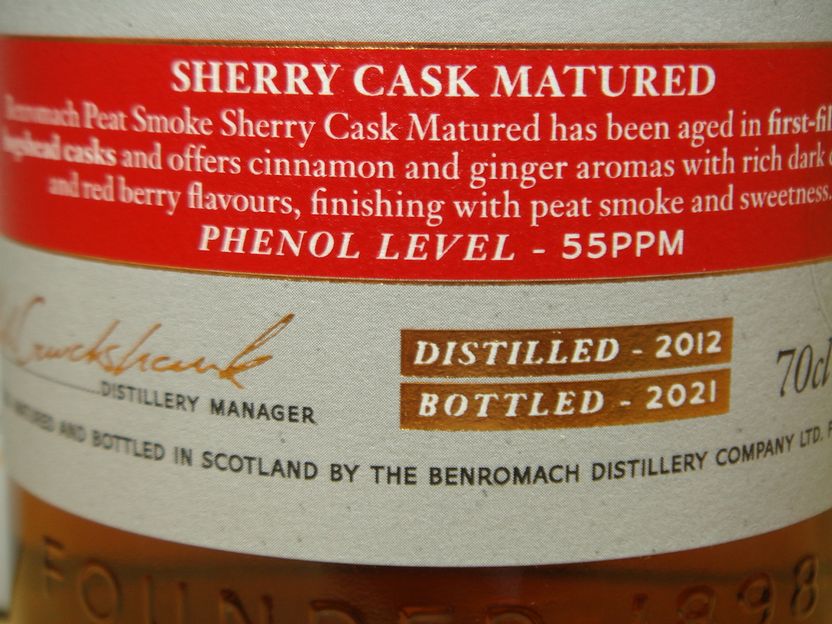 SHERRY CASK MATURED
Benromach Peat Smoke Sherry Cask Matured has been aged in first-fill
hogshead casks and offers cinnamon and ginger aromas with rich dark
and red berry flavours, finishing with peat smoke and sweetness.
PHENOL LEVEL - 55PPM
Cruickshank
DISTILLERY MANAGER
DISTILLED - 2012
BOTTLED - 2021
70cl
MATURED AND BOTTLED IN SCOTLAND BY THE BENROMACH DISTILLERY COMPANY LTD.
FOUNDED 1898